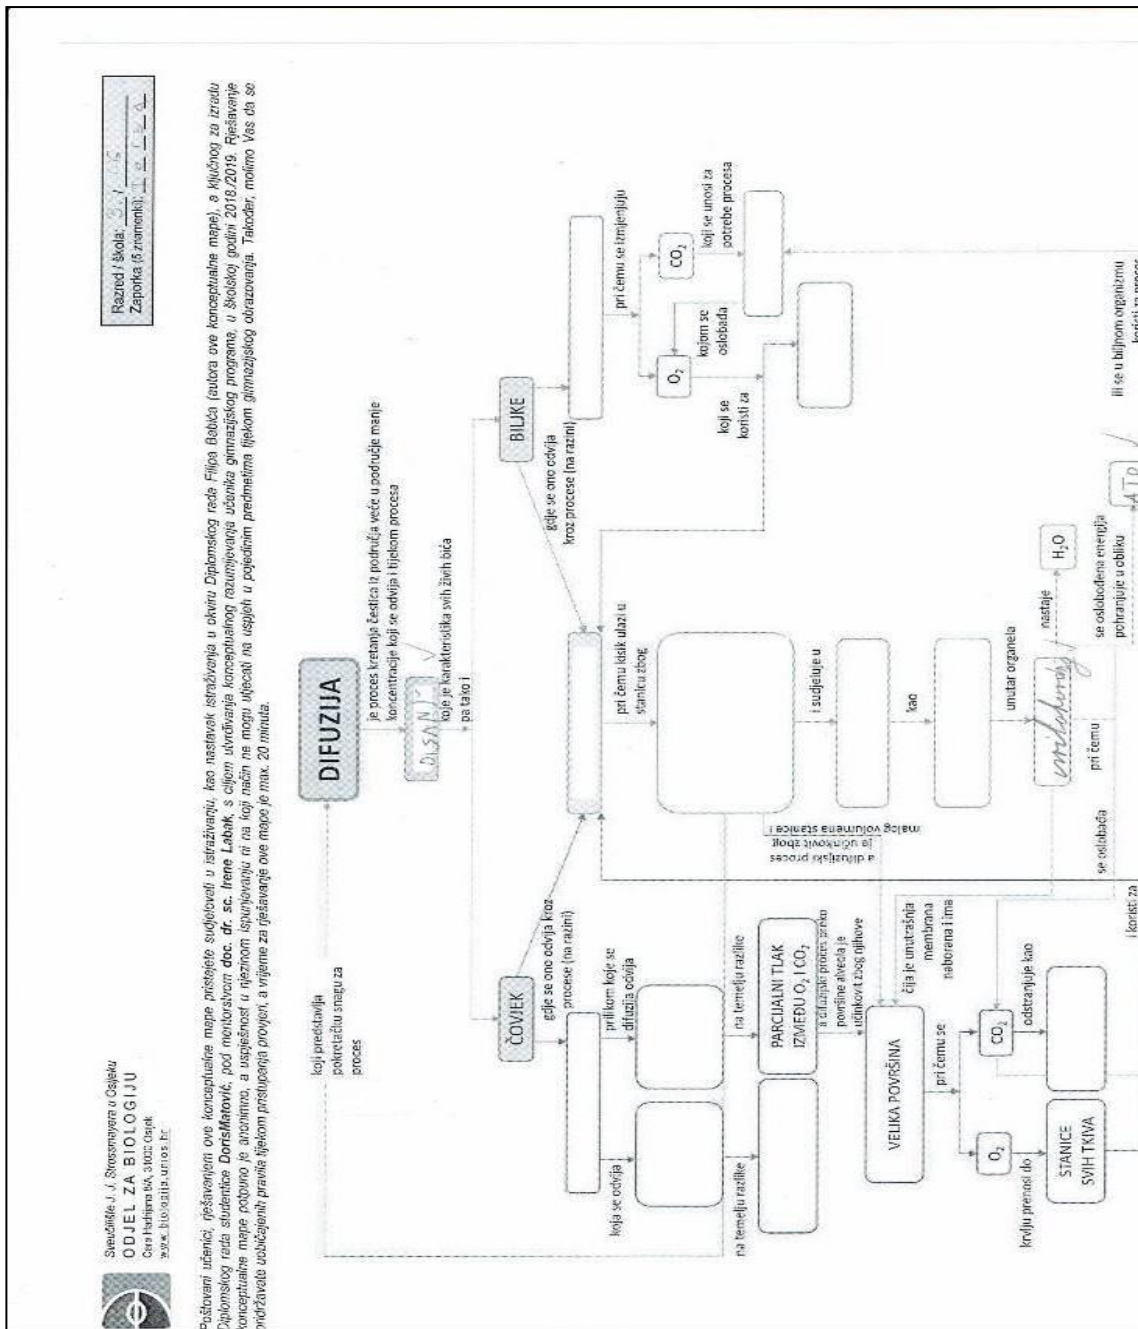 Sveučilište J. J. Strossmayera u Osijeku
ODJEL ZA BIOLOGIJU
Cara Hadrijana 8/A, 31000 Osijek
www.biologija.unios.hr
Razred / škola:
Zaporka (5 znamenki):
Poštovani učenici, rješavanjem ove konceptualne mape pristajete sudjelovati u istraživanju, kao nastavak istraživanja u okviru Diplomskog rada Filipa Babića (autora ove konceptualne mape), a ključnog za izradu
Diplomskog rada studentice DorisMatović, pod mentorstvom doc. dr. sc. Irene Labak, s ciljem utvrđivanja konceptualnog razumijevanja učenika gimnazijskog programa, u školskoj godini 2018./2019. Rješavanje
konceptualne mape potpuno je anonimno, a uspješnost u njezinom ispunjavanju ni na koji način ne mogu utjecati na uspjeh u pojedinim predmetima tijekom gimnazijskog obrazovanja. Također, molimo Vas da se
pridržavate uobičajenih pravila tijekom pristupanja provjeri, a vrijeme za rješavanje ove mape je max. 20 minuta.
DIFUZIJA
je proces kretanja čestica iz područja veće u područje manje
koncentracije koji se odvija i tijekom procesa
DISANJE
koje je karakteristika svih živih bića
pa tako i
koji predstavlja
pokretačku snagu za
proces
ČOVJEK
BILJKE
gdje se ono odvija kroz
procese (na razini)
gdje se ono odvija
kroz procese (na razini)
koja se odvija
prilikom koje se
difuzija odvija
pri čemu kisik ulazi u
stanicu zbog
pri čemu se izmjenjuju
O₂
CO₂
kojom se
oslobađa
koji se unosi za
potrebe procesa
koji se
koristi za
na temelju razlike
na temelju razlike
a difuzijski proces
je učinkovit zbog
malog volumena stanice i
i sudjeluje u
PARCIJALNI TLAK
IZMEĐU O₂ I CO₂
a difuzijski proces preko
površine alveola je
učinkovit zbog njihove
kao
VELIKA POVRŠINA
čija je unutrašnja
membrana
naborana i ima
unutar organela
pri čemu se
pri čemu
nastaje
H₂O
O₂
CO₂
krvlju prenosi do
odstranjuje kao
se oslobađa
se oslobođena energija
pohranjuje u obliku
ATP
STANICE
SVIH TKIVA
i koristi za
ili se u biljnom organizmu
koristi za proces